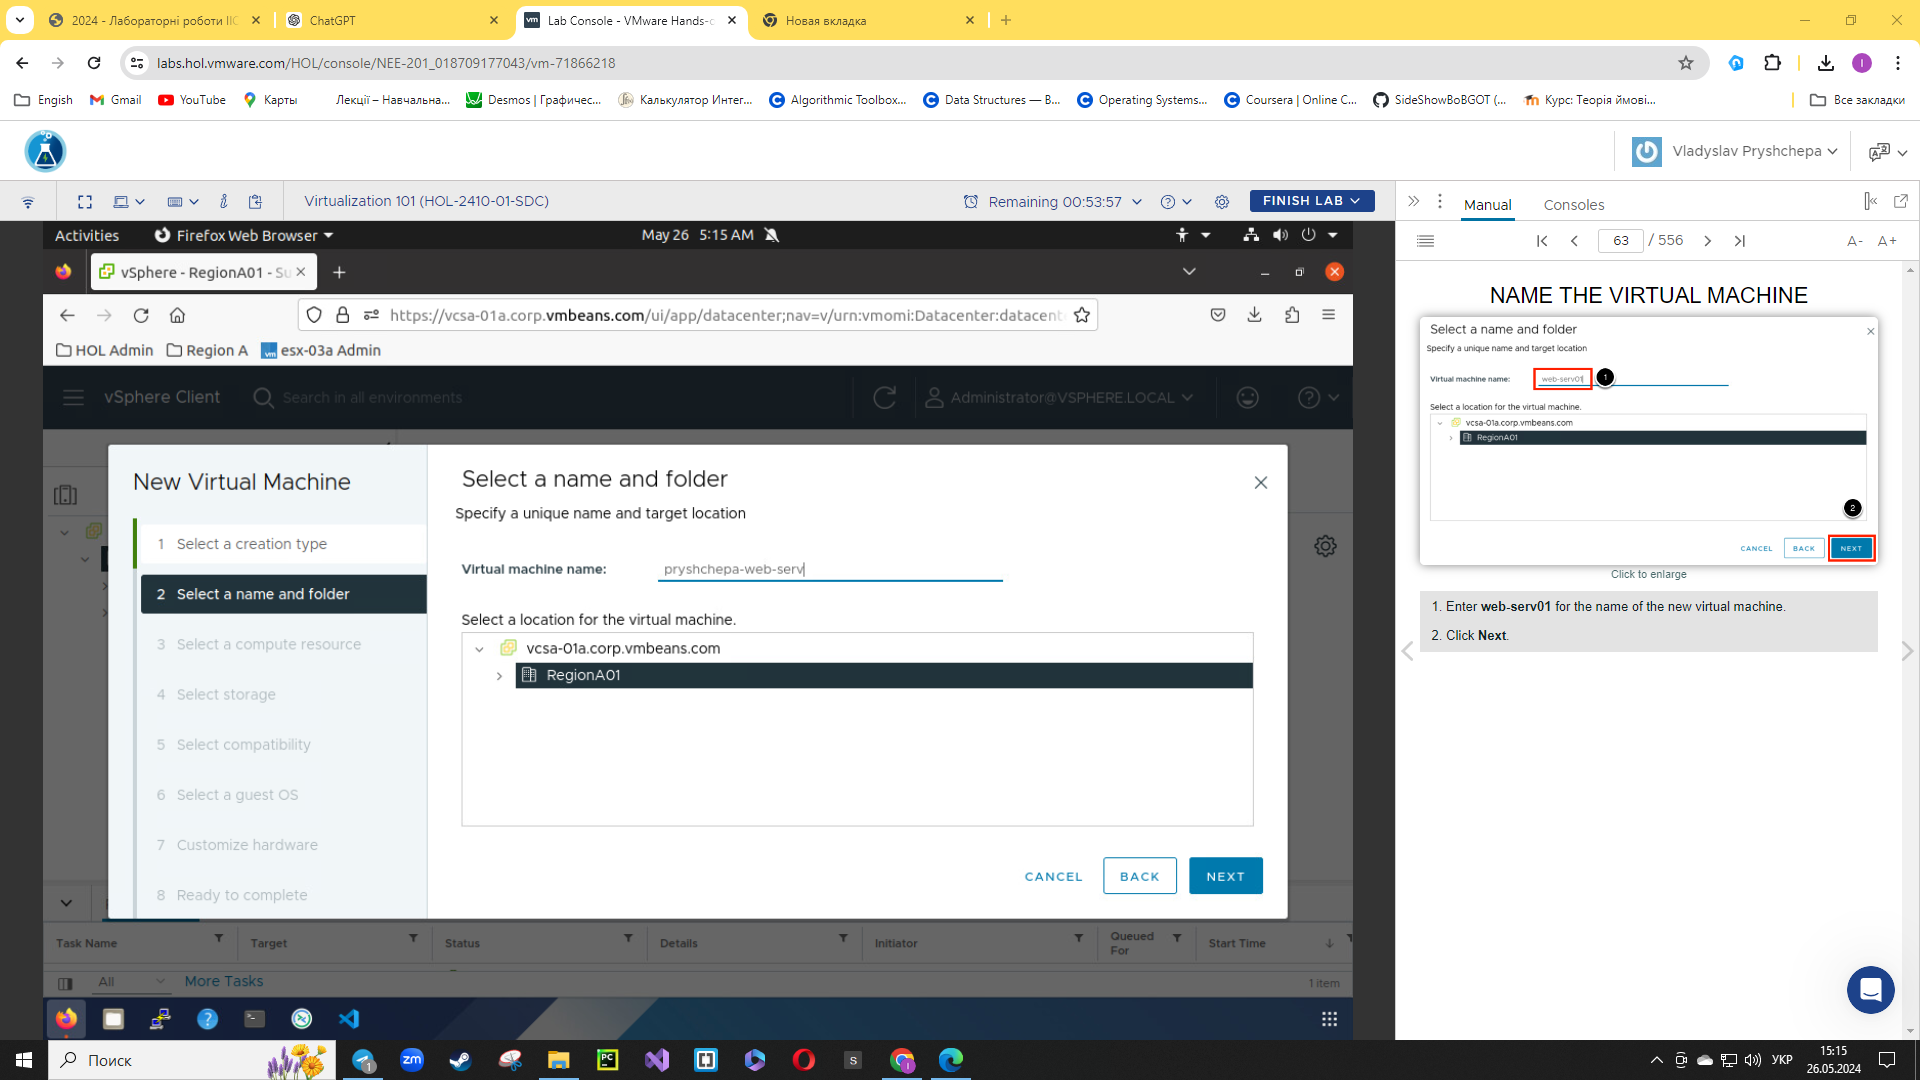 2024 - Лабораторні роботи ІІС
ChatGPT
Lab Console - VMware Hands-o
Новая вкладка
labs.hol.vmware.com/HOL/console/NEE-201_018709177043/vm-71866218
Engish
Gmail
YouTube
Карты
Лекції – Навчальна...
Desmos | Графичес...
Калькулятор Интег...
Algorithmic Toolbox...
Data Structures — B...
Operating Systems...
Coursera | Online C...
SideShowBoBGOT (...
Курс: Теорія ймові...
Все закладки
Vladyslav Pryshchepa
Virtualization 101 (HOL-2410-01-SDC)
Remaining 00:53:57
FINISH LAB
Manual
Consoles
63 / 556
A-
A+
Activities
Firefox Web Browser
May 26 5:15 AM
vSphere - RegionA01 - Su
https://vcsa-01a.corp.vmbeans.com/ui/app/datacenter;nav=v/urn:vmomi:Datacenter:datacent
HOL Admin
Region A
esx-03a Admin
vSphere Client
Search in all environments
Administrator@VSPHERE.LOCAL
New Virtual Machine
1 Select a creation type
2 Select a name and folder
3 Select a compute resource
4 Select storage
5 Select compatibility
6 Select a guest OS
7 Customize hardware
8 Ready to complete
Select a name and folder
Specify a unique name and target location
Virtual machine name:
pryshchepa-web-serv
Select a location for the virtual machine.
vcsa-01a.corp.vmbeans.com
RegionA01
CANCEL
BACK
NEXT
Task Name
Target
Status
Details
Initiator
Queued For
Start Time
All
More Tasks
1 item
NAME THE VIRTUAL MACHINE
Select a name and folder
Specify a unique name and target location
Virtual machine name:
web-serv01
1
Select a location for the virtual machine.
vcsa-01a.corp.vmbeans.com
RegionA01
2
CANCEL
BACK
NEXT
Click to enlarge
1. Enter web-serv01 for the name of the new virtual machine.
2. Click Next.
Поиск
УКР
15:15
26.05.2024